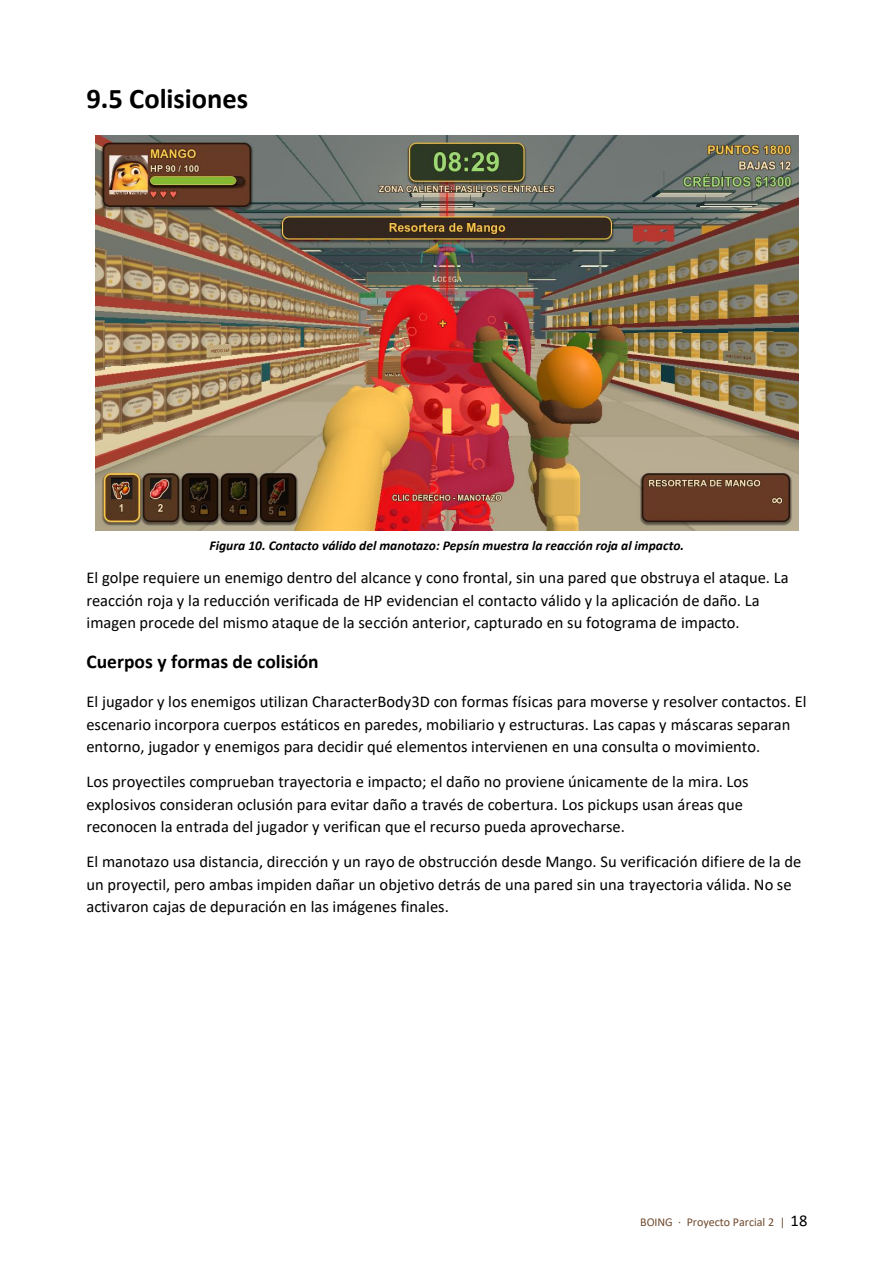 9.5 Colisiones
MANGO
HP 90 / 100
08:29
ZONA CALIENTE: PASILLOS CENTRALES
PUNTOS 1800
BAJAS 12
CRÉDITOS $1300
Resortera de Mango
BODEGA
CLIC DERECHO - MANOTAZO
1
2
3
4
5
RESORTERA DE MANGO
∞
Figura 10. Contacto válido del manotazo: Pepsín muestra la reacción roja al impacto.
El golpe requiere un enemigo dentro del alcance y cono frontal, sin una pared que obstruya el ataque. La
reacción roja y la reducción verificada de HP evidencian el contacto válido y la aplicación de daño. La
imagen procede del mismo ataque de la sección anterior, capturado en su fotograma de impacto.
Cuerpos y formas de colisión
El jugador y los enemigos utilizan CharacterBody3D con formas físicas para moverse y resolver contactos. El
escenario incorpora cuerpos estáticos en paredes, mobiliario y estructuras. Las capas y máscaras separan
entorno, jugador y enemigos para decidir qué elementos intervienen en una consulta o movimiento.
Los proyectiles comprueban trayectoria e impacto; el daño no proviene únicamente de la mira. Los
explosivos consideran oclusión para evitar daño a través de cobertura. Los pickups usan áreas que
reconocen la entrada del jugador y verifican que el recurso pueda aprovecharse.
El manotazo usa distancia, dirección y un rayo de obstrucción desde Mango. Su verificación difiere de la de
un proyectil, pero ambas impiden dañar un objetivo detrás de una pared sin una trayectoria válida. No se
activaron cajas de depuración en las imágenes finales.
BOING · Proyecto Parcial 2 | 18